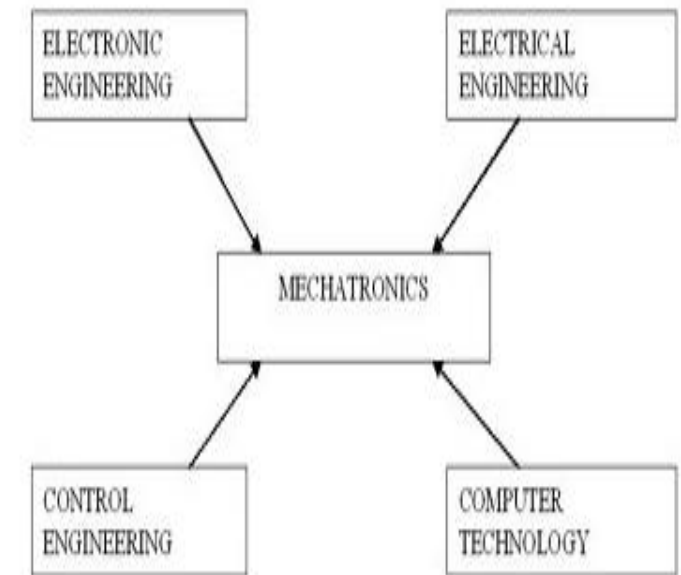 ELECTRONIC
ENGINEERING
ELECTRICAL
ENGINEERING
MECHATRONICS
CONTROL
ENGINEERING
COMPUTER
TECHNOLOGY